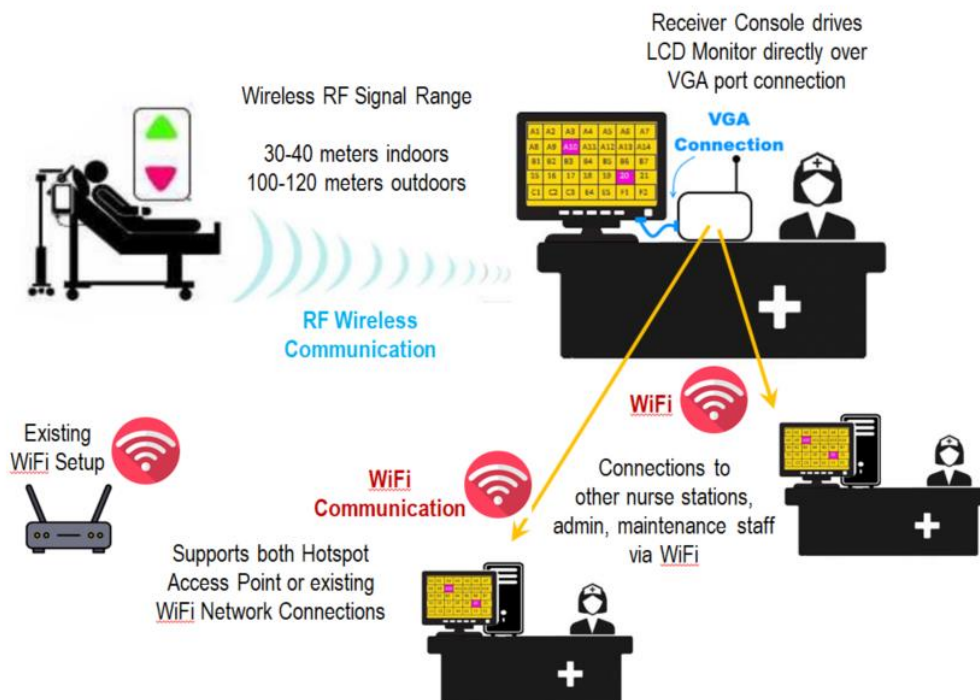 Receiver Console drives
LCD Monitor directly over
VGA port connection
Wireless RF Signal Range
30-40 meters indoors
100-120 meters outdoors
VGA
Connection
A1 A2 A3 A4 A5 A6 A7
A8 A9 A10 A11 A12 A13 A14
B1 B2 B3 B4 B5 B6 B7
15 16 17 18 19 20 21
C1 C2 C3 E4 E5 F1 F2
RF Wireless
Communication
WiFi
Existing
WiFi Setup
WiFi
Communication
Connections to
other nurse stations,
admin, maintenance staff
via WiFi
Supports both Hotspot
Access Point or existing
WiFi Network Connections